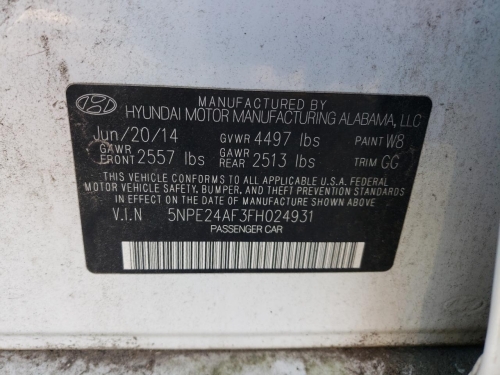 MANUFACTURED BY
HYUNDAI MOTOR MANUFACTURING ALABAMA, LLC
Jun/20/14 GVWR 4497 lbs PAINT W8
GAWR FRONT 2557 lbs GAWR REAR 2513 lbs TRIM GG
THIS VEHICLE CONFORMS TO ALL APPLICABLE U.S.A. FEDERAL
MOTOR VEHICLE SAFETY, BUMPER, AND THEFT PREVENTION
STANDARDS IN EFFECT ON THE DATE OF MANUFACTURE SHOWN ABOVE.
V.I.N 5NPE24AF3FH024931
PASSENGER CAR